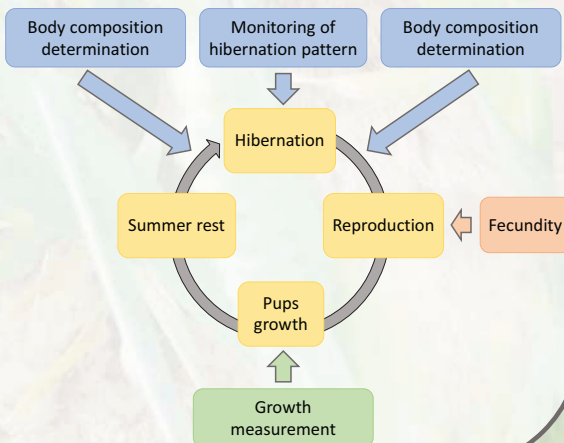 Body composition
determination
Monitoring of
hibernation pattern
Body composition
determination
Hibernation
Summer rest
Reproduction
Fecundity
Pups
growth
Growth
measurement